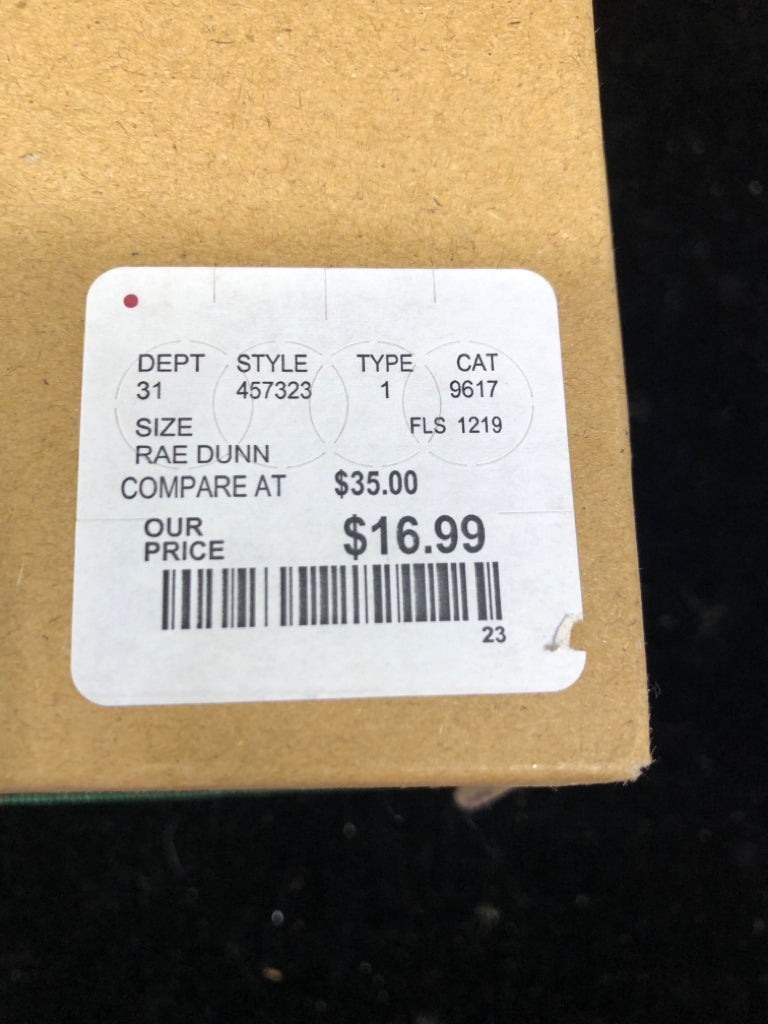 DEPT STYLE TYPE CAT
31 457323 1 9617
SIZE FLS 1219
RAE DUNN
COMPARE AT $35.00
OUR PRICE $16.99
23